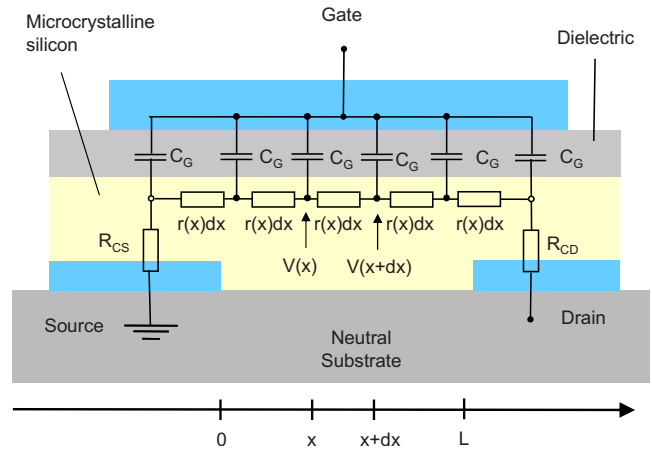 Microcrystalline
silicon
Gate
Dielectric
C_G C_G C_G C_G C_G C_G
r(x)dx r(x)dx r(x)dx r(x)dx r(x)dx
R_CS
R_CD
V(x) V(x+dx)
Source
Drain
Neutral
Substrate
0 x x+dx L